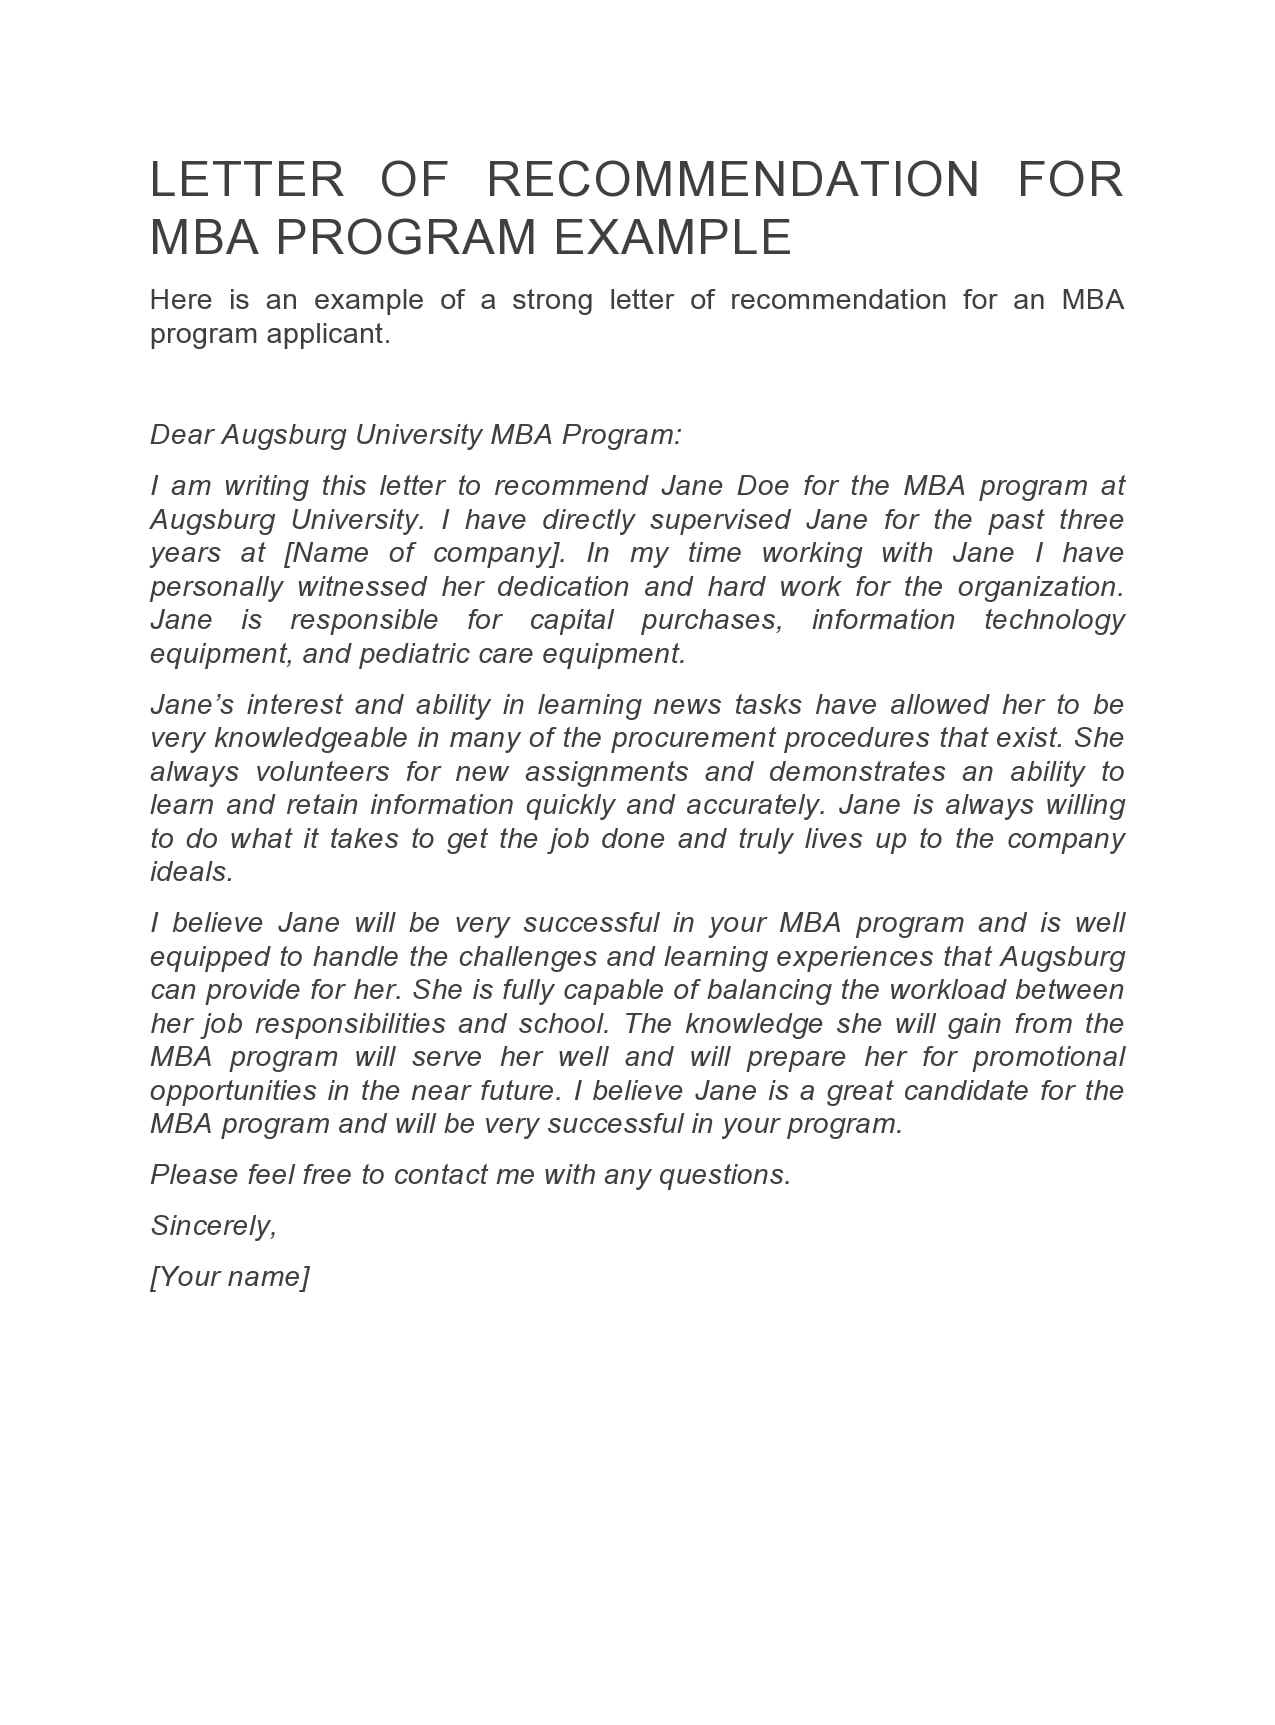 LETTER OF RECOMMENDATION FOR
MBA PROGRAM EXAMPLE
Here is an example of a strong letter of recommendation for an MBA
program applicant.
Dear Augsburg University MBA Program:
I am writing this letter to recommend Jane Doe for the MBA program at
Augsburg University. I have directly supervised Jane for the past three
years at [Name of company]. In my time working with Jane I have
personally witnessed her dedication and hard work for the organization.
Jane is responsible for capital purchases, information technology
equipment, and pediatric care equipment.
Jane’s interest and ability in learning news tasks have allowed her to be
very knowledgeable in many of the procurement procedures that exist. She
always volunteers for new assignments and demonstrates an ability to
learn and retain information quickly and accurately. Jane is always willing
to do what it takes to get the job done and truly lives up to the company
ideals.
I believe Jane will be very successful in your MBA program and is well
equipped to handle the challenges and learning experiences that Augsburg
can provide for her. She is fully capable of balancing the workload between
her job responsibilities and school. The knowledge she will gain from the
MBA program will serve her well and will prepare her for promotional
opportunities in the near future. I believe Jane is a great candidate for the
MBA program and will be very successful in your program.
Please feel free to contact me with any questions.
Sincerely,
[Your name]